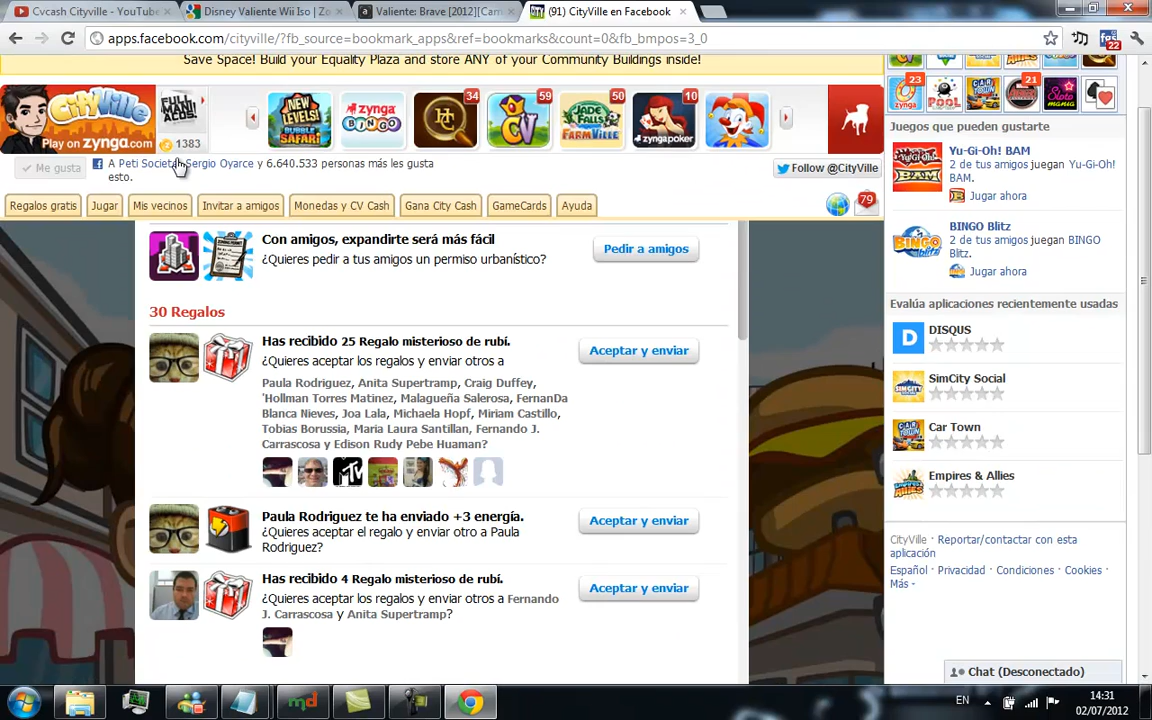 Cvcash Cityville - YouTube
Disney Valiente Wii Iso | Zo
Valiente: Brave [2012][Cam
(91) CityVille en Facebook
apps.facebook.com/cityville/?fb_source=bookmark_apps&ref=bookmarks&count=0&fb_bmpos=3_0
22
Save Space! Build your Equality Plaza and store ANY of your Community Buildings inside!
CityVille
Play on zynga.com
1383
NEW LEVELS!
BUBBLE SAFARI
zynga BINGO
34
CV
59
JADE FALLS
FARMVILLE
50
zyngapoker
10
23
zynga
POOL
21
Me gusta
A Peti Societat, Sergio Oyarce y 6.640.533 personas más les gusta
esto.
Follow @CityVille
Regalos gratis
Jugar
Mis vecinos
Invitar a amigos
Monedas y CV Cash
Gana City Cash
GameCards
Ayuda
79
Con amigos, expandirte será más fácil
¿Quieres pedir a tus amigos un permiso urbanístico?
Pedir a amigos
30 Regalos
Has recibido 25 Regalo misterioso de rubí.
¿Quieres aceptar los regalos y enviar otros a
Paula Rodriguez, Anita Supertramp, Craig Duffey,
'Hollman Torres Matinez, Malagueña Salerosa, FernanDa
Blanca Nieves, Joa Lala, Michaela Hopf, Miriam Castillo,
Tobias Borussia, Maria Laura Santillan, Fernando J.
Carrascosa y Edison Rudy Pebe Huaman?
Aceptar y enviar
MTV
Paula Rodriguez te ha enviado +3 energía.
¿Quieres aceptar el regalo y enviar otro a Paula
Rodriguez?
Aceptar y enviar
Has recibido 4 Regalo misterioso de rubí.
¿Quieres aceptar los regalos y enviar otros a Fernando
J. Carrascosa y Anita Supertramp?
Aceptar y enviar
Juegos que pueden gustarte
Yu-Gi-Oh! BAM
2 de tus amigos juegan Yu-Gi-Oh!
BAM.
Jugar ahora
BINGO Blitz
2 de tus amigos juegan BINGO
Blitz.
Jugar ahora
Evalúa aplicaciones recientemente usadas
D
DISQUS
SimCity Social
Car Town
Empires & Allies
CityVille · Reportar/contactar con esta
aplicación
Español · Privacidad · Condiciones · Cookies ·
Más
Chat (Desconectado)
EN
14:31
02/07/2012